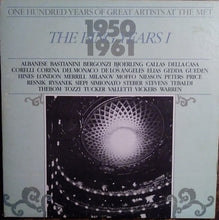 ONE HUNDRED YEARS OF GREAT ARTISTS AT THE MET
1950
THE BING YEARS I
1961
ALBANESE BASTIANINI BERGONZI BJOERLING CALLAS DELLA CASA
CORELLI CORENA DEL MONACO DE LOS ANGELES ELIAS GEDDA GUEDEN
HINES LONDON MERRILL MILANOV MOFFO NILSSON PETERS PRICE
RESNIK RYSANEK SIEPI SIMIONATO STEBER STEVENS TEBALDI
THEBOM TOZZI TUCKER VALLETTI VICKERS WARREN